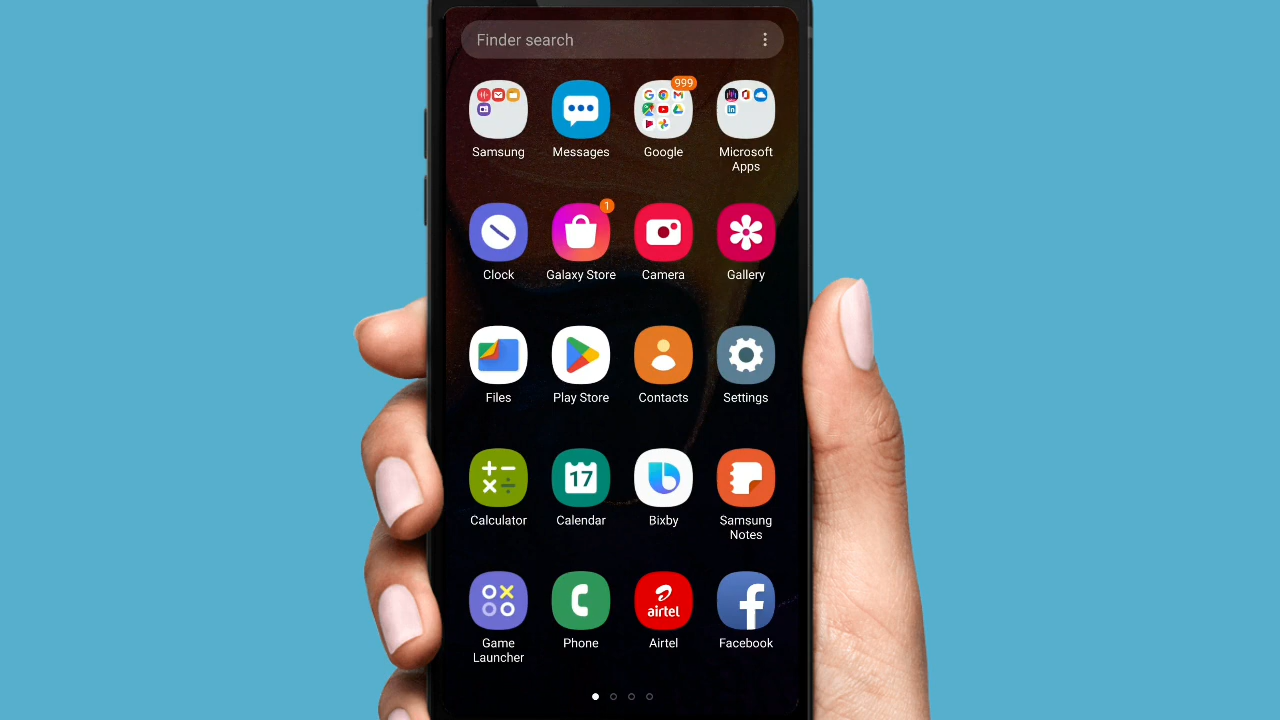 Finder search
999
Samsung
Messages
Google
Microsoft
Apps
1
Clock
Galaxy Store
Camera
Gallery
Files
Play Store
Contacts
Settings
17
Calculator
Calendar
Bixby
Samsung
Notes
airtel
Game
Launcher
Phone
Airtel
Facebook